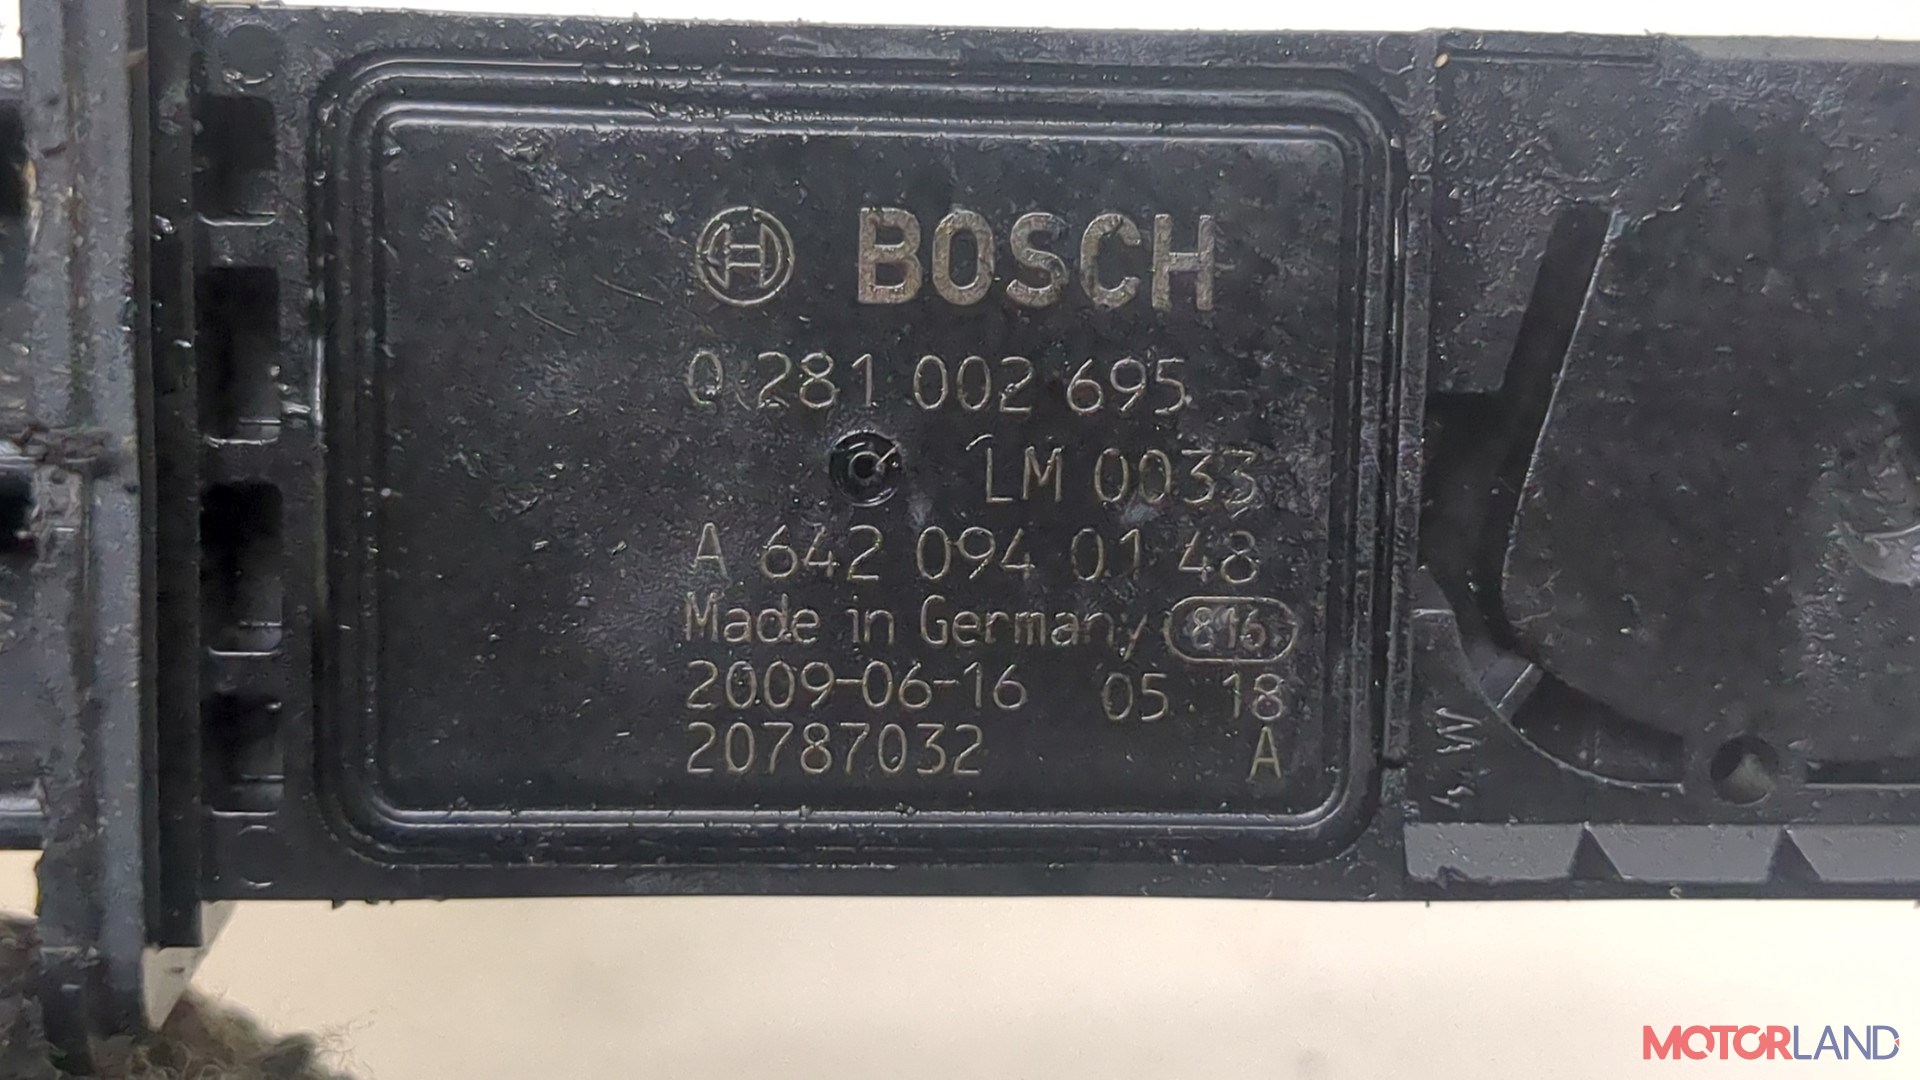 BOSCH
0 281 002 695
LM 0033
A 642 094 01 48
Made in Germany 816
2009-06-16 05 18
20787032 A
MOTORLAND